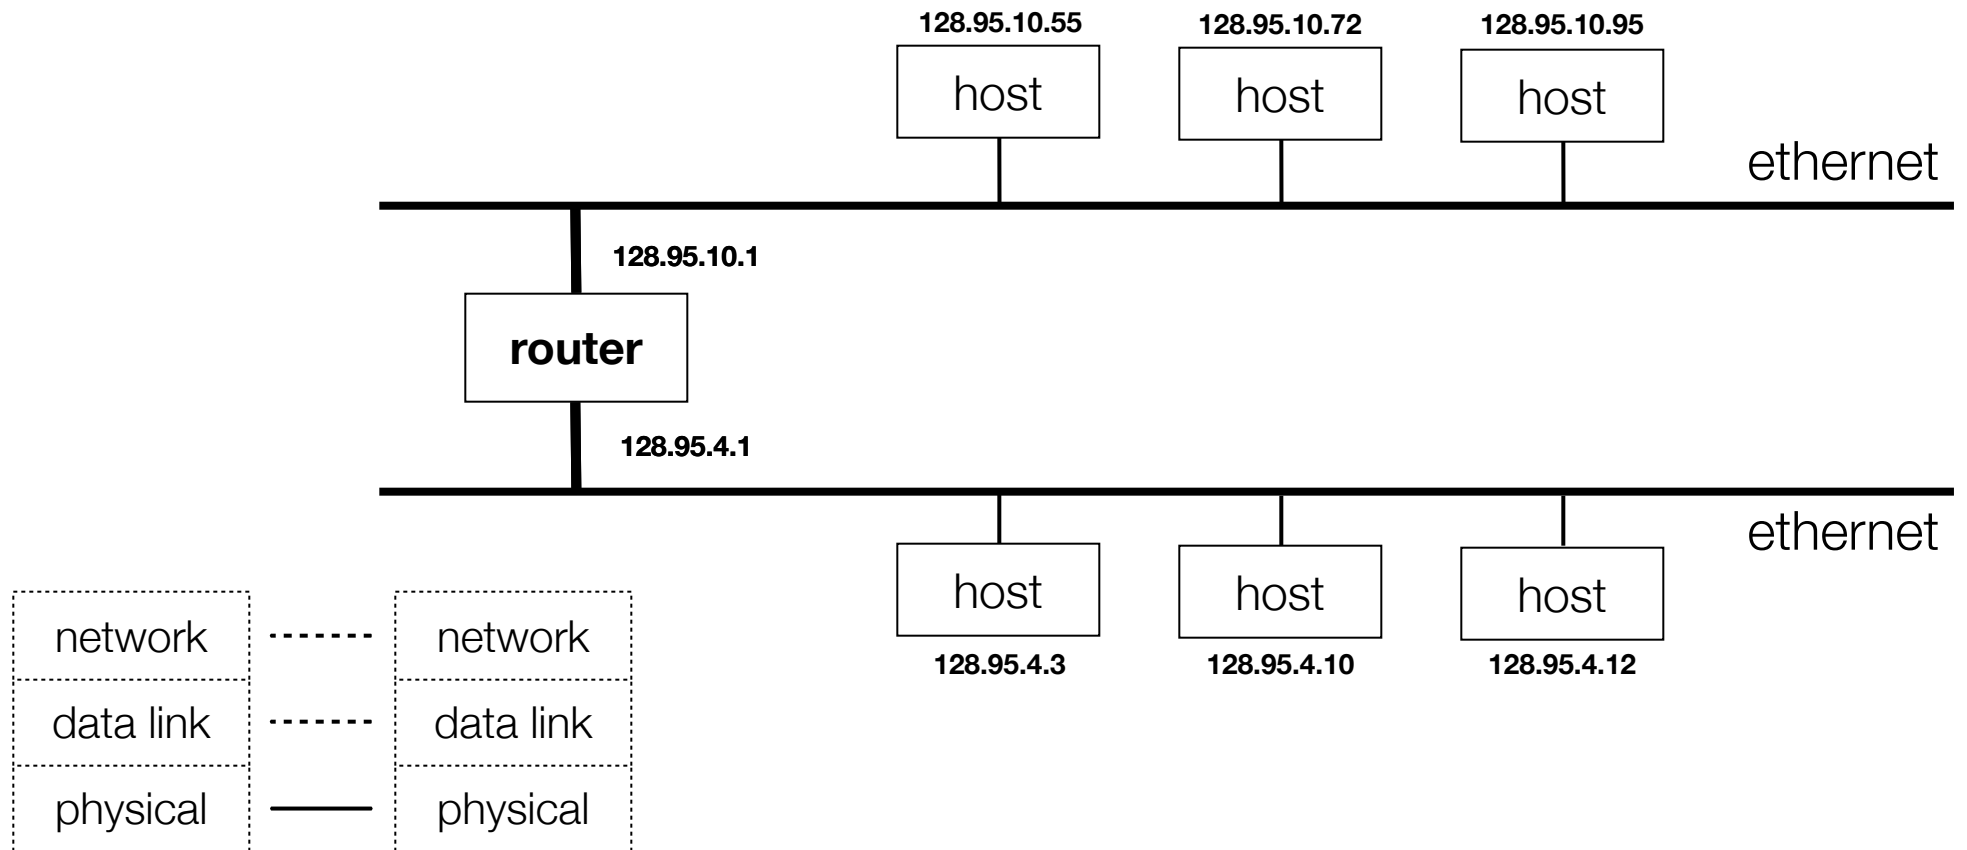 128.95.10.55
128.95.10.72
128.95.10.95
host
host
host
ethernet
128.95.10.1
router
128.95.4.1
ethernet
host
host
host
128.95.4.3
128.95.4.10
128.95.4.12
network
network
data link
data link
physical
physical